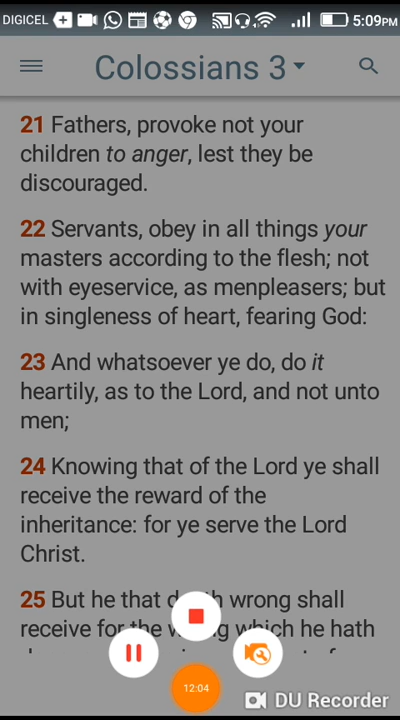 DIGICEL 5:09PM
Colossians 3
21 Fathers, provoke not your
children to anger, lest they be
discouraged.
22 Servants, obey in all things your
masters according to the flesh; not
with eyeservice, as menpleasers; but
in singleness of heart, fearing God:
23 And whatsoever ye do, do it
heartily, as to the Lord, and not unto
men;
24 Knowing that of the Lord ye shall
receive the reward of the
inheritance: for ye serve the Lord
Christ.
25 But he that wrong shall
receive for the which he hath
12:04
DU Recorder